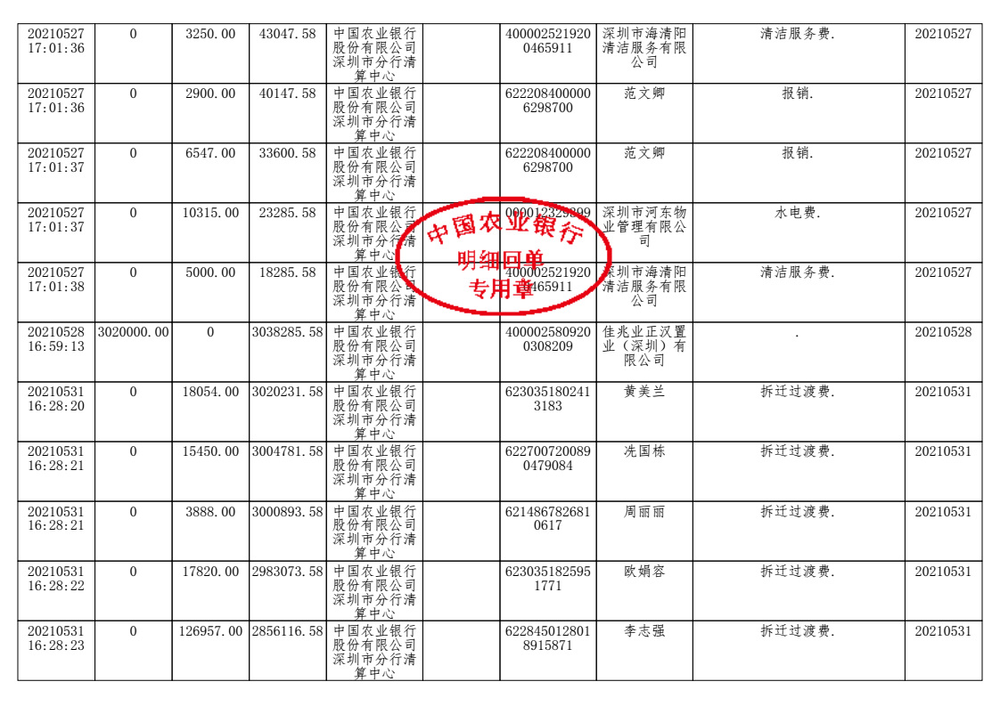 20210527 0 3250.00 43047.58 中国农业银行 400002521920 深圳市海清阳 清洁服务费. 20210527
17:01:36 股份有限公司 0465911 清洁服务有限
深圳市分行清 公司
算中心
20210527 0 2900.00 40147.58 中国农业银行 622208400000 范文卿 报销. 20210527
17:01:36 股份有限公司 6298700
深圳市分行清
算中心
20210527 0 6547.00 33600.58 中国农业银行 622208400000 范文卿 报销. 20210527
17:01:37 股份有限公司 6298700
深圳市分行清
算中心
20210527 0 10315.00 23285.58 中国农业银行 000012329399 深圳市河东物 水电费. 20210527
17:01:37 股份有限公司 业管理有限公
深圳市分行清 司
算中心
中国农业银行
明细回单
专用章
20210527 0 5000.00 18285.58 中国农业银行 400002521920 深圳市海清阳 清洁服务费. 20210527
17:01:38 股份有限公司 0465911 清洁服务有限
深圳市分行清 公司
算中心
20210528 3020000.00 0 3038285.58 中国农业银行 400002580920 佳兆业正汉置 . 20210528
16:59:13 股份有限公司 0308209 业（深圳）有
深圳市分行清 限公司
算中心
20210531 0 18054.00 3020231.58 中国农业银行 623035180241 黄美兰 拆迁过渡费. 20210531
16:28:20 股份有限公司 3183
深圳市分行清
算中心
20210531 0 15450.00 3004781.58 中国农业银行 622700720089 冼国栋 拆迁过渡费. 20210531
16:28:21 股份有限公司 0479084
深圳市分行清
算中心
20210531 0 3888.00 3000893.58 中国农业银行 621486782681 周丽丽 拆迁过渡费. 20210531
16:28:21 股份有限公司 0617
深圳市分行清
算中心
20210531 0 17820.00 2983073.58 中国农业银行 623035182595 欧娟容 拆迁过渡费. 20210531
16:28:22 股份有限公司 1771
深圳市分行清
算中心
20210531 0 126957.00 2856116.58 中国农业银行 622845012801 李志强 拆迁过渡费. 20210531
16:28:23 股份有限公司 8915871
深圳市分行清
算中心